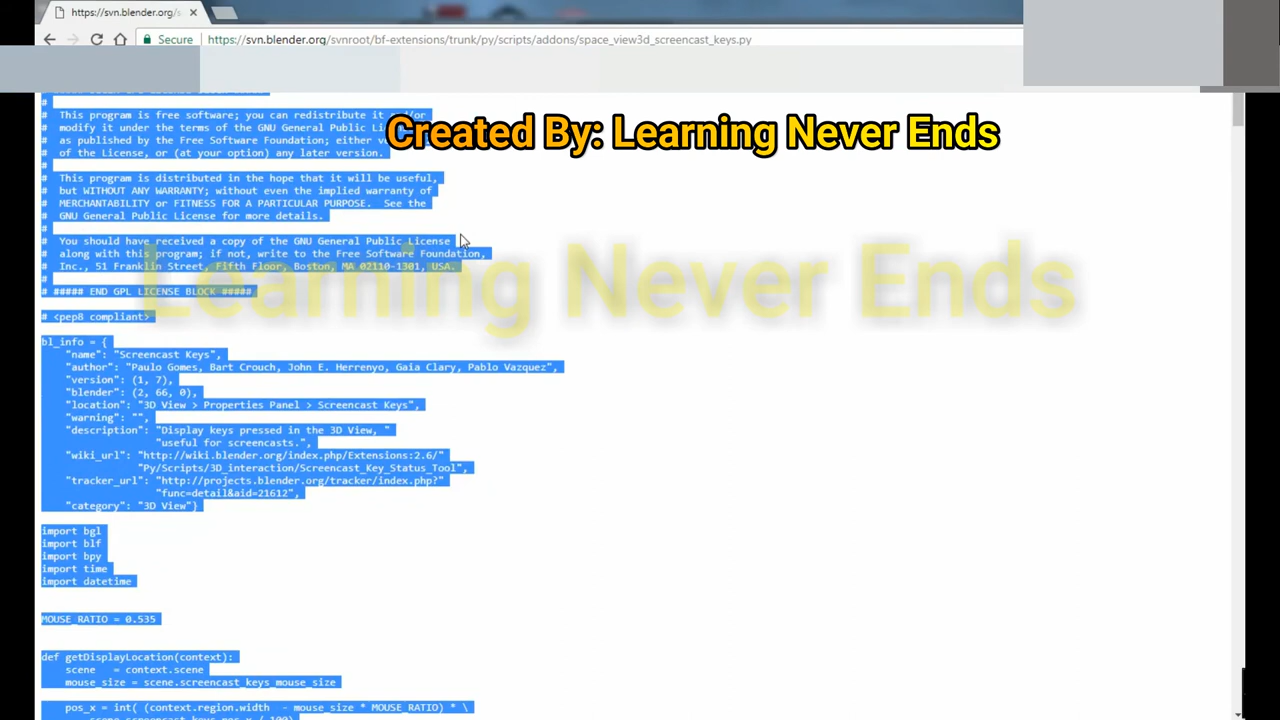 https://svn.blender.org/s
Secure
https://svn.blender.org/svnroot/bf-extensions/trunk/py/scripts/addons/space_view3d_screencast_keys.py
#
#  This program is free software; you can redistribute it and/or
#  modify it under the terms of the GNU General Public
#  as published by the Free Software Foundation; either
#  of the License, or (at your option) any later version.
Created By: Learning Never Ends
#
#  This program is distributed in the hope that it will be useful,
#  but WITHOUT ANY WARRANTY; without even the implied warranty of
#  MERCHANTABILITY or FITNESS FOR A PARTICULAR PURPOSE.  See the
#  GNU General Public License for more details.
#
#  You should have received a copy of the GNU General Public License
#  along with this program; if not, write to the Free Software Foundation,
#  Inc., 51 Franklin Street, Fifth Floor, Boston, MA 02110-1301, USA.
#
Learning Never Ends
# ##### END GPL LICENSE BLOCK #####
# <pep8 compliant>
bl_info = {
    "name": "Screencast Keys",
    "author": "Paulo Gomes, Bart Crouch, John E. Herrenyo, Gaia Clary, Pablo Vazquez",
    "version": (1, 7),
    "blender": (2, 66, 0),
    "location": "3D View > Properties Panel > Screencast Keys",
    "warning": "",
    "description": "Display keys pressed in the 3D View, "
                   "useful for screencasts.",
    "wiki_url": "http://wiki.blender.org/index.php/Extensions:2.6/"
                "Py/Scripts/3D_interaction/Screencast_Key_Status_Tool",
    "tracker_url": "http://projects.blender.org/tracker/index.php?"
                   "func=detail&aid=21612",
    "category": "3D View"}
import bgl
import blf
import bpy
import time
import datetime
MOUSE_RATIO = 0.535
def getDisplayLocation(context):
    scene   = context.scene
    mouse_size = scene.screencast_keys_mouse_size
    pos_x = int( (context.region.width  - mouse_size * MOUSE_RATIO) * \
        scene.screencast_keys_pos_x / 100)